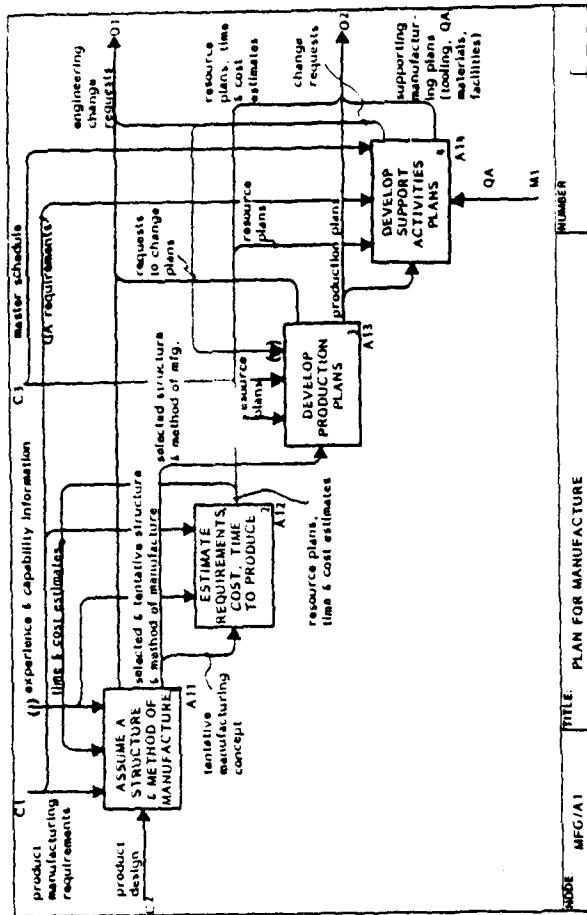 C1
product
manufacturing
requirements
(I) experience & capability information
time & cost estimates
C3
master schedule
QA requirements
engineering
change
requests
O1
product
design
C2
ASSUME A
STRUCTURE
& METHOD OF
MANUFACTURE
1
A11
selected & tentative structure
& method of manufacture
tentative
manufacturing
concept
ESTIMATE
REQUIREMENTS,
COST, TIME
TO PRODUCE
2
A12
resource plans,
time & cost estimates
selected structure
& method of mfg.
resource
plans
requests
to change
plans
DEVELOP
PRODUCTION
PLANS
3
A13
production plans
resource
plans
resource
plans, time
& cost
estimates
O2
change
requests
supporting
manufactur-
ing plans
(tooling, QA
materials,
facilities)
DEVELOP
SUPPORT
ACTIVITIES
PLANS
4
A14
QA
M1
NODE
MFG/A1
TITLE
PLAN FOR MANUFACTURE
NUMBER